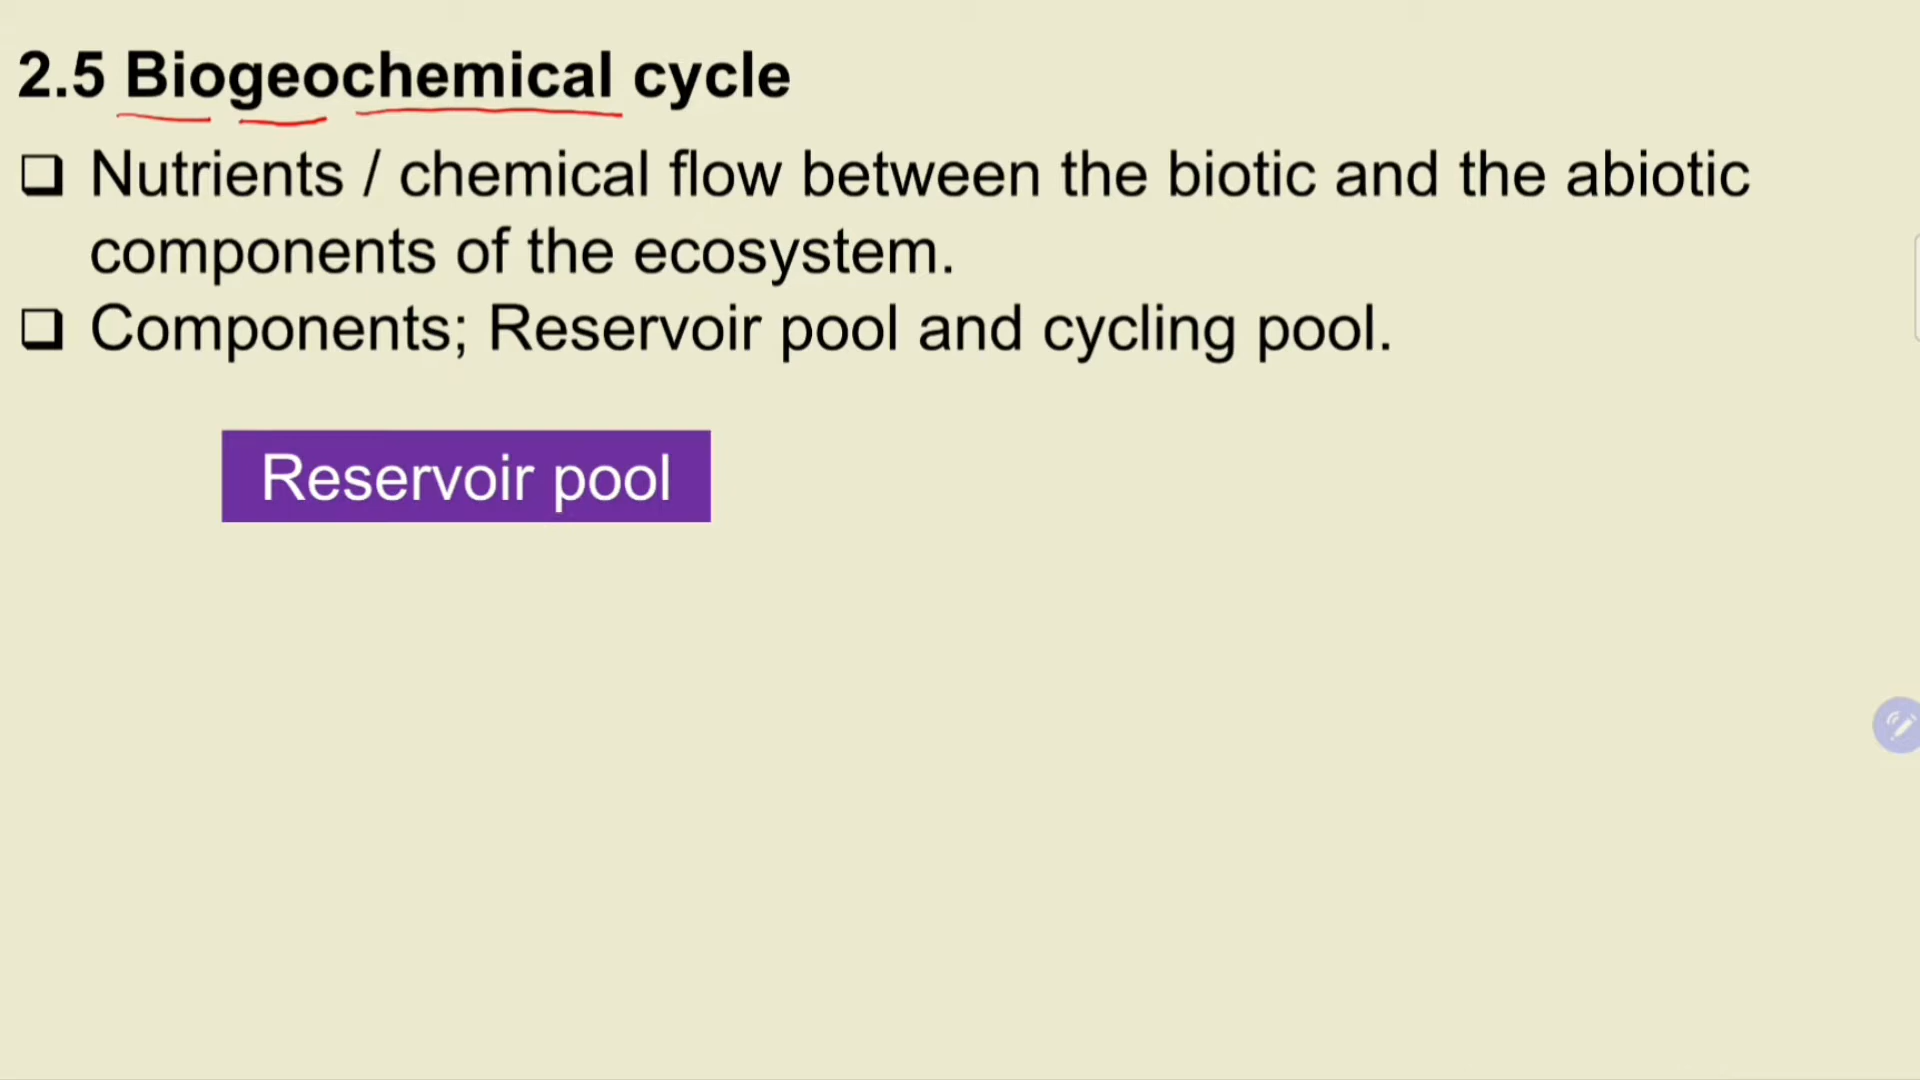 2.5 Biogeochemical cycle
Nutrients / chemical flow between the biotic and the abiotic
components of the ecosystem.
Components; Reservoir pool and cycling pool.
Reservoir pool